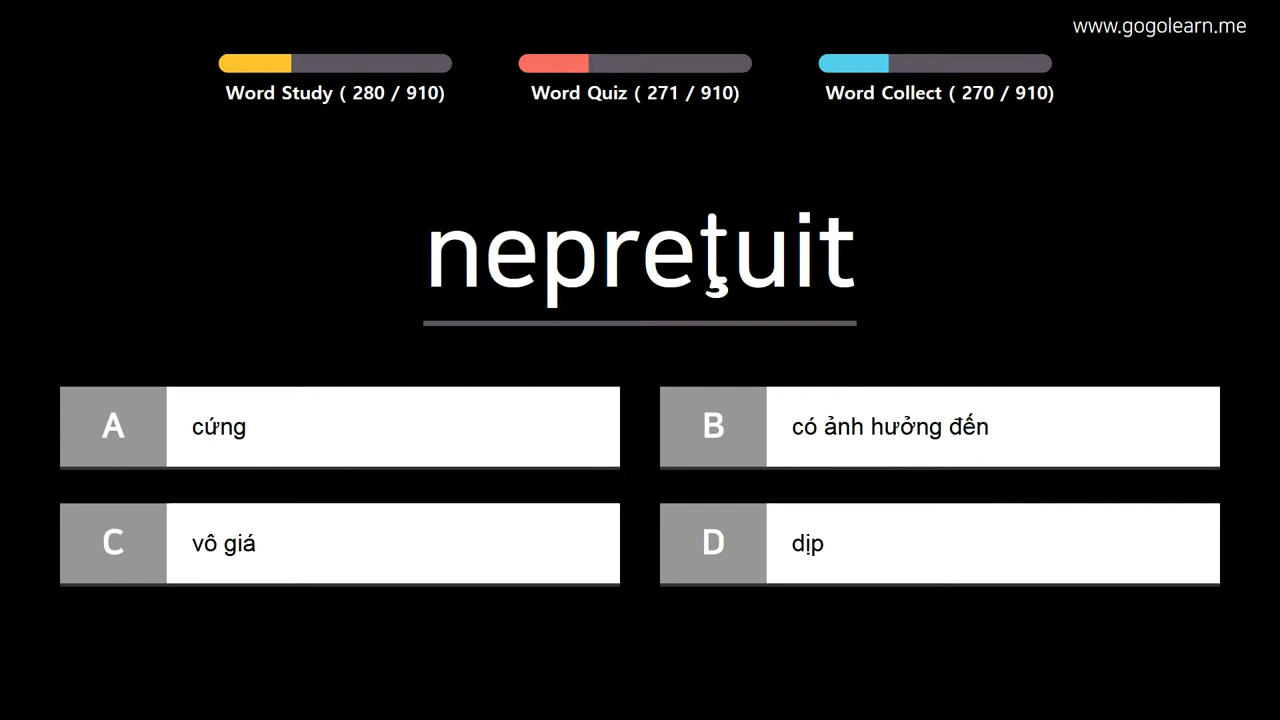 www.gogolearn.me
Word Study ( 280 / 910)
Word Quiz ( 271 / 910)
Word Collect ( 270 / 910)
nepreţuit
A cứng
B có ảnh hưởng đến
C vô giá
D dịp